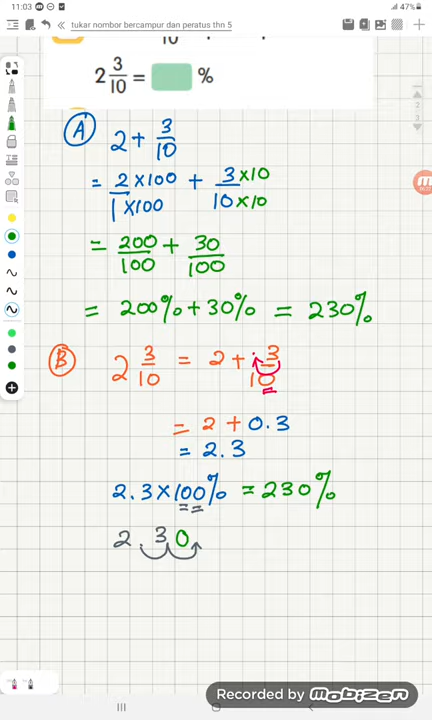 11:03
47%
tukar nombor bercampur dan peratus thn 5
10
2 3/10 = %
A 2 + 3/10
= 2 × 100 / 1 × 100 + 3 × 10 / 10 × 10
= 200/100 + 30/100
= 200% + 30% = 230%
B 2 3/10 = 2 + 3/10
= 2 + 0.3
= 2.3
2.3 × 100% = 230%
2.30
Recorded by mobizen